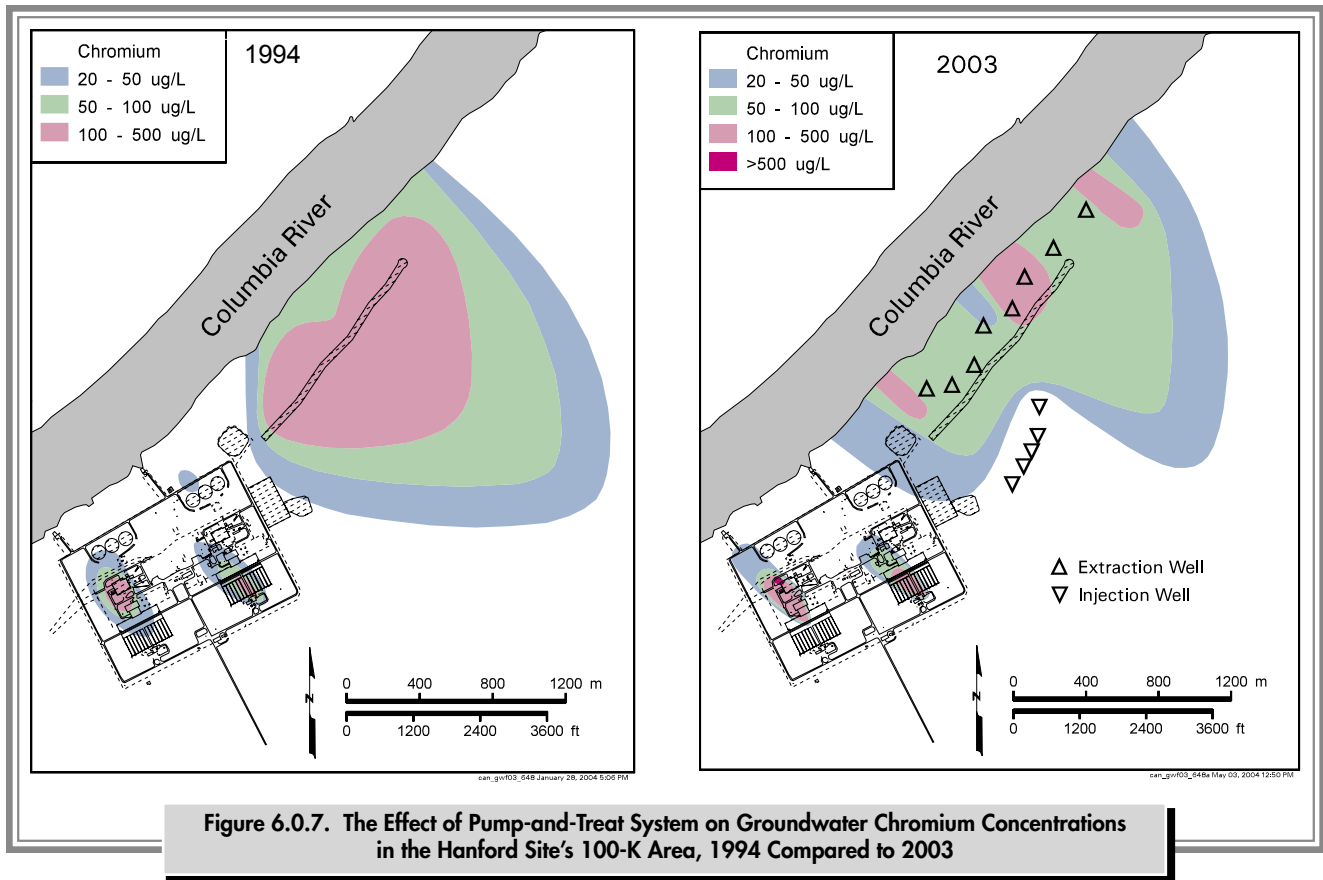 Chromium
20 - 50 ug/L
50 - 100 ug/L
100 - 500 ug/L
1994
Columbia River
N
0 400 800 1200 m
0 1200 2400 3600 ft
can_gwf03_648 January 28, 2004 5:06 PM
Chromium
20 - 50 ug/L
50 - 100 ug/L
100 - 500 ug/L
>500 ug/L
2003
Columbia River
Extraction Well
Injection Well
N
0 400 800 1200 m
0 1200 2400 3600 ft
can_gwf03_648a May 03, 2004 12:50 PM
Figure 6.0.7. The Effect of Pump-and-Treat System on Groundwater Chromium Concentrations
in the Hanford Site's 100-K Area, 1994 Compared to 2003